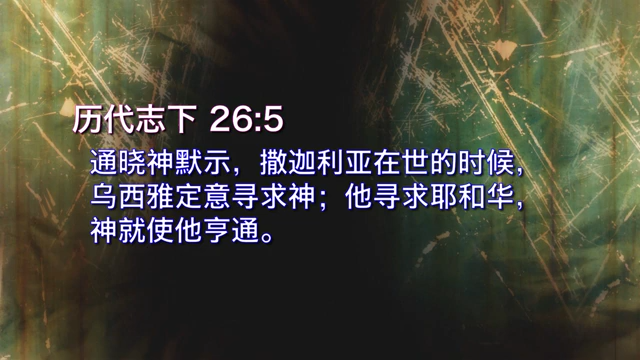 历代志下 26:5
通晓神默示，撒迦利亚在世的时候，
乌西雅定意寻求神；他寻求耶和华，
神就使他亨通。